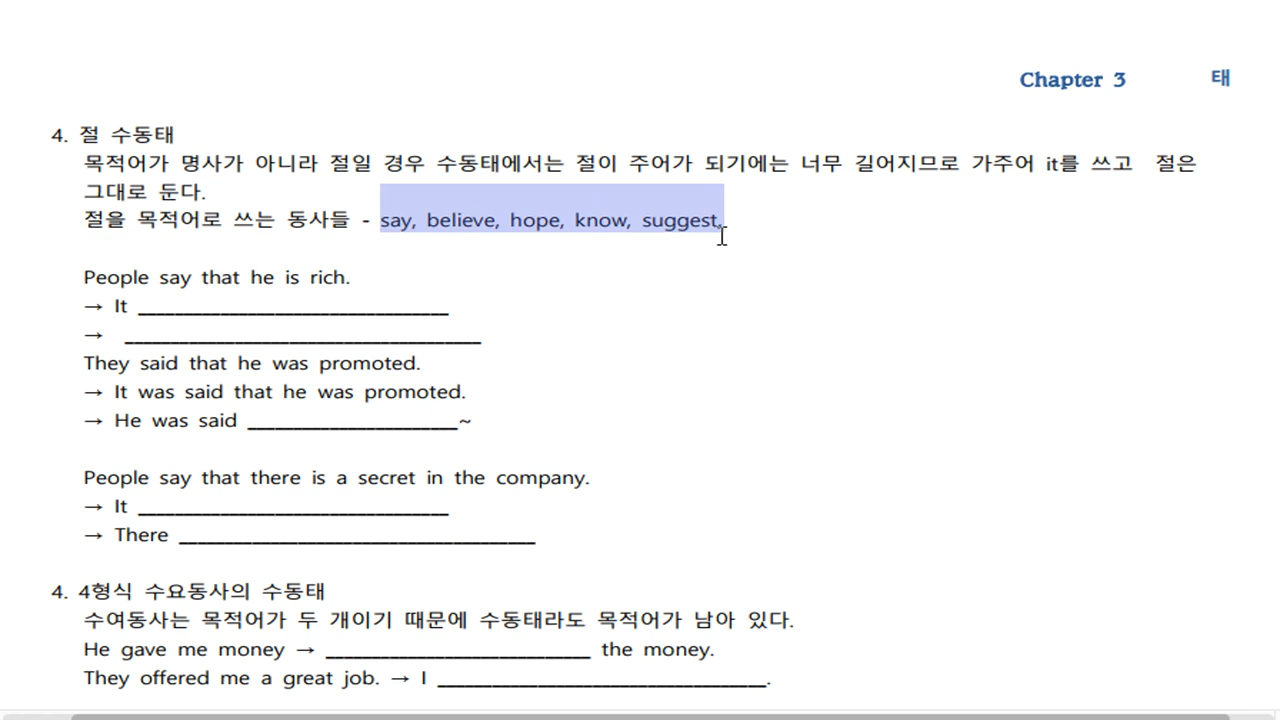 Chapter 3 태
4. 절 수동태
목적어가 명사가 아니라 절일 경우 수동태에서는 절이 주어가 되기에는 너무 길어지므로 가주어 it를 쓰고 절은
그대로 둔다.
절을 목적어로 쓰는 동사들 - say, believe, hope, know, suggest,
People say that he is rich.
→ It ______________________________
→ __________________________________
They said that he was promoted.
→ It was said that he was promoted.
→ He was said ____________________~
People say that there is a secret in the company.
→ It ______________________________
→ There __________________________________
4. 4형식 수요동사의 수동태
수여동사는 목적어가 두 개이기 때문에 수동태라도 목적어가 남아 있다.
He gave me money → _________________________ the money.
They offered me a great job. → I _______________________________.